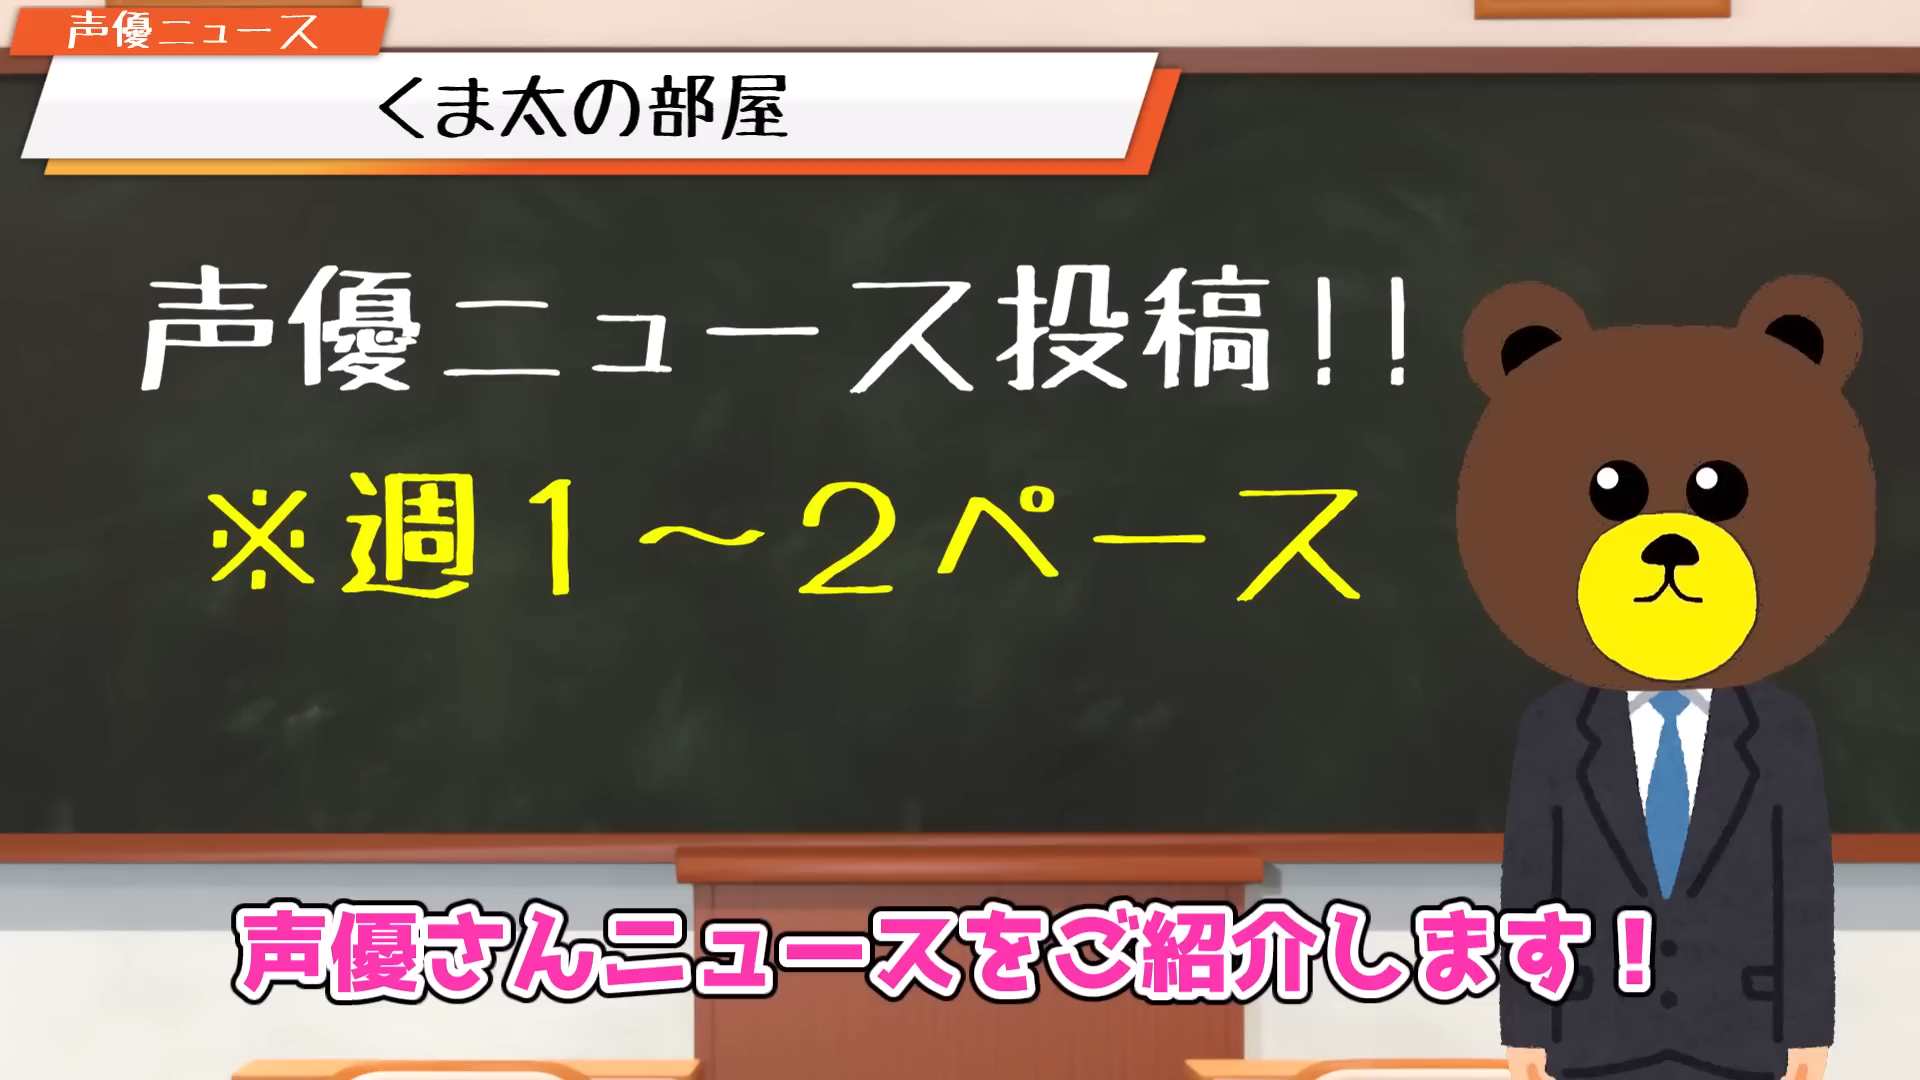 声優ニュース
くま太の部屋
声優ニュース投稿!!
※週1～2ペース
声優さんニュースをご紹介します！